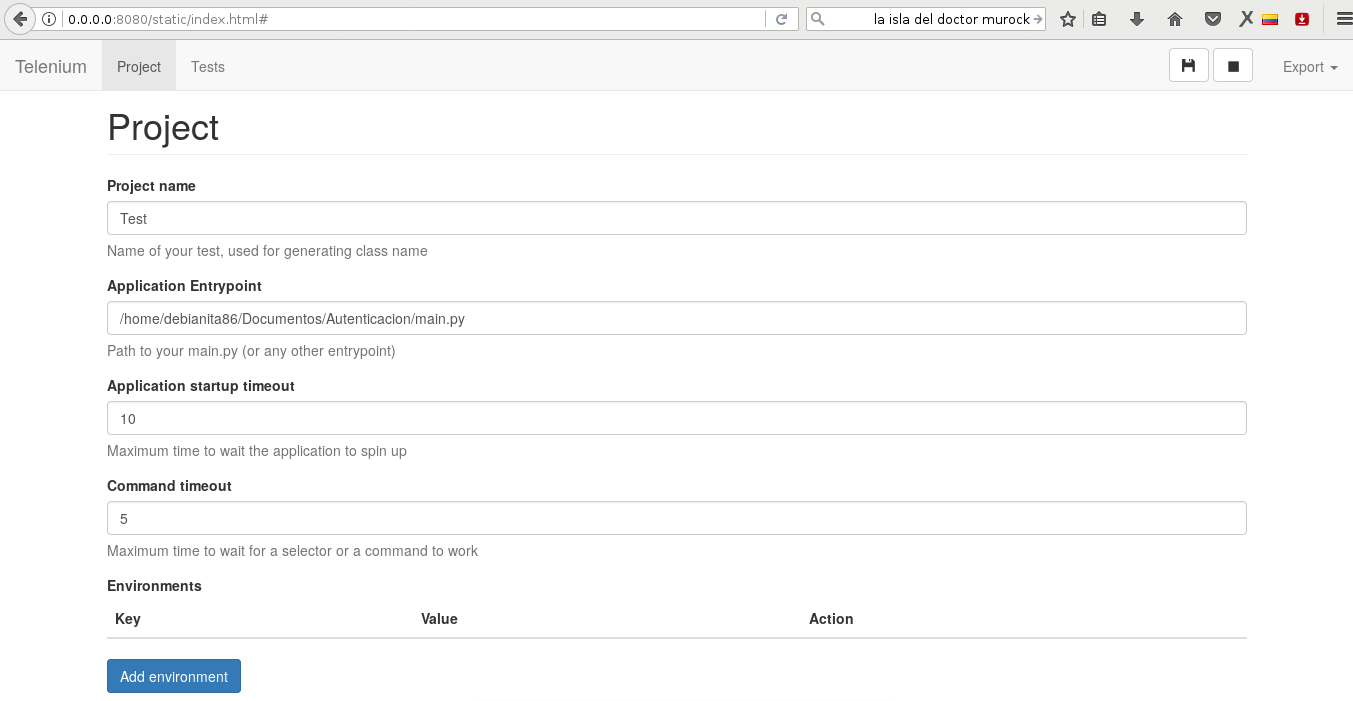 0.0.0.0:8080/static/index.html#
la isla del doctor murock
Telenium Project Tests Export
Project
Project name
Test
Name of your test, used for generating class name
Application Entrypoint
/home/debianita86/Documentos/Autenticacion/main.py
Path to your main.py (or any other entrypoint)
Application startup timeout
10
Maximum time to wait the application to spin up
Command timeout
5
Maximum time to wait for a selector or a command to work
Environments
Key Value Action
Add environment